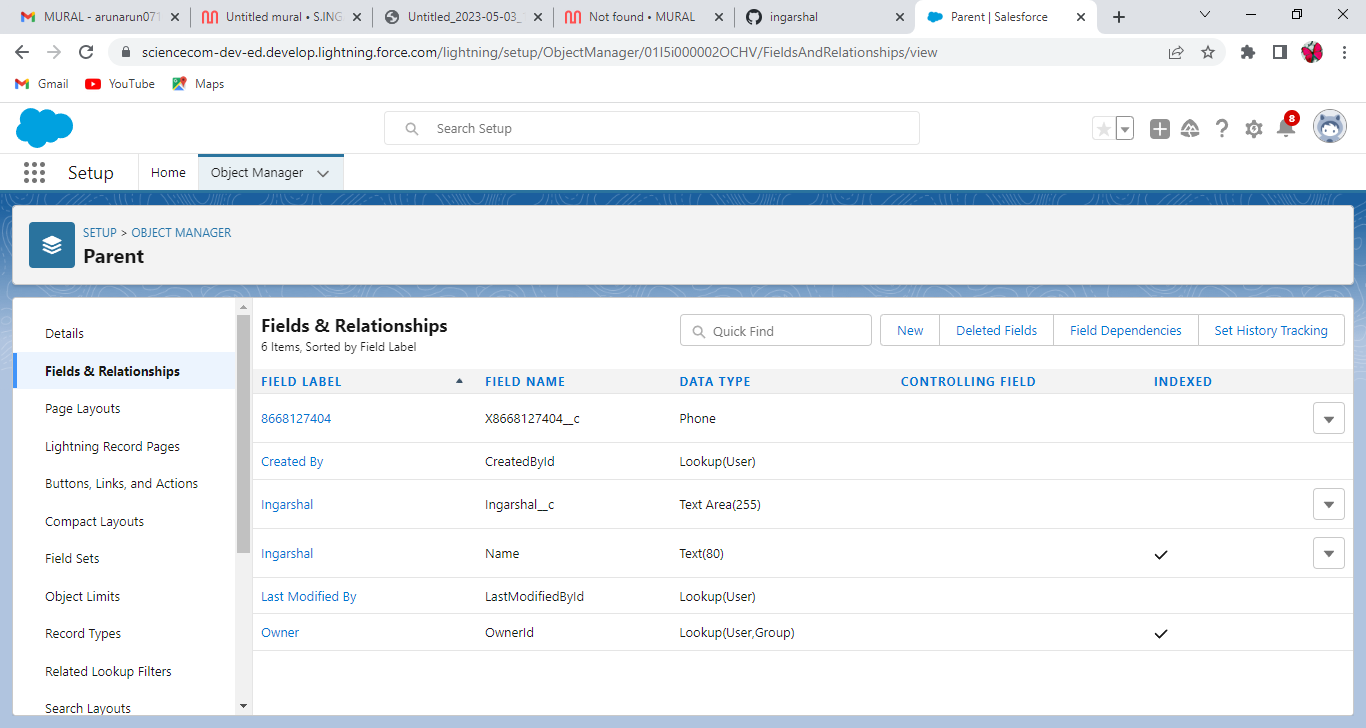 MURAL - arunarun071
Untitled mural • S.ING
Untitled_2023-05-03_
Not found • MURAL
ingarshal
Parent | Salesforce
sciencecom-dev-ed.develop.lightning.force.com/lightning/setup/ObjectManager/01I5i000002OCHV/FieldsAndRelationships/view
Gmail
YouTube
Maps
Search Setup
8
Setup
Home
Object Manager
SETUP > OBJECT MANAGER
Parent
Details
Fields & Relationships
Page Layouts
Lightning Record Pages
Buttons, Links, and Actions
Compact Layouts
Field Sets
Object Limits
Record Types
Related Lookup Filters
Search Layouts
Fields & Relationships
6 Items, Sorted by Field Label
Quick Find
New
Deleted Fields
Field Dependencies
Set History Tracking
FIELD LABEL FIELD NAME DATA TYPE CONTROLLING FIELD INDEXED
8668127404 X8668127404__c Phone
Created By CreatedById Lookup(User)
Ingarshal Ingarshal__c Text Area(255)
Ingarshal Name Text(80)
Last Modified By LastModifiedById Lookup(User)
Owner OwnerId Lookup(User,Group)